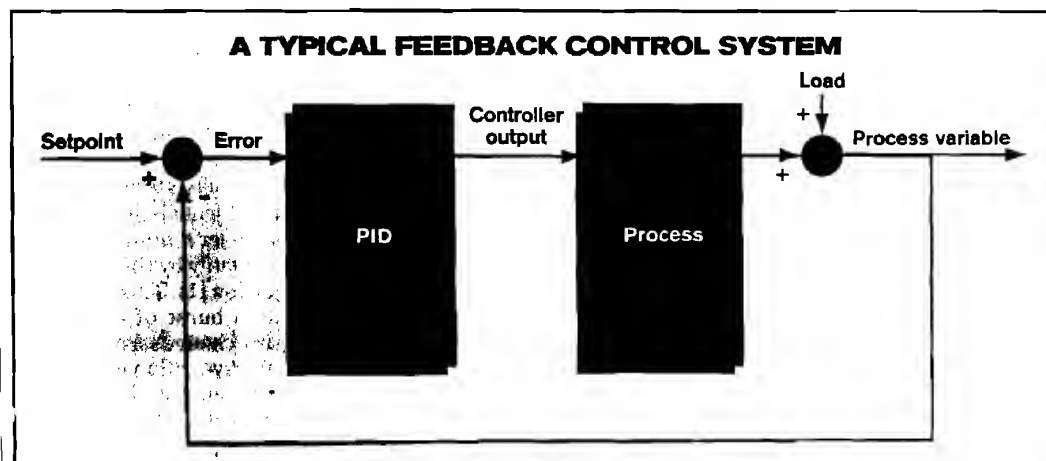 A TYPICAL FEEDBACK CONTROL SYSTEM
Load
+
Setpoint
Error
Controller
output
Process variable
+
-
+
PID
Process